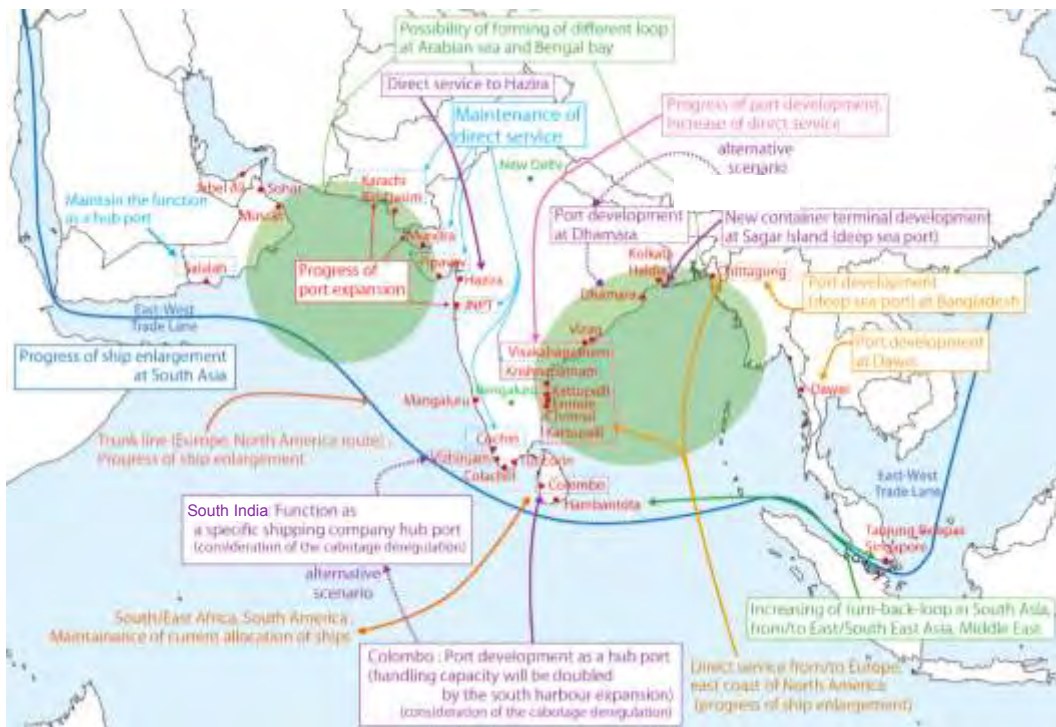 Possibility of forming of different loop
at Arabian sea and Bengal bay
Direct service to Hazira
Maintenance of
direct service
Progress of port development,
Increase of direct service
alternative
scenario
New Delhi
Karachi
Jebel Ali
Sohar
Maintain the function
as a hub port
Muscat
Mundra
Pipavav
Port development
at Dhamara
New container terminal development
at Sagar Island (deep sea port)
Kolkata
Haldia
Chittagong
Salalah
Progress of
port expansion
Hazira
JNPT
Dhamara
Port development
(deep sea port) at Bangladesh
East-West
Trade Lane
Vizag
Visakahapatnam
Port development
at Dawei
Progress of ship enlargement
at South Asia
Krishnapatnam
Kattupalli
Ennore
Chennai
Kattupalli
Dawei
Mangaluru
Trunk line (Europe, North America route) :
Progress of ship enlargement
Cochin
Vizhinjam
Colachel
Tuticorin
East-West
Trade Lane
Colombo
Hambantota
South India: Function as
a specific shipping company hub port
(consideration of the cabotage deregulation)
Tanjung Pelapas
Singapore
alternative
scenario
South/East Africa, South America :
Maintainance of current allocation of ships
Increasing of turn-back-loop in South Asia,
from/to East/South East Asia, Middle East
Colombo : Port development as a hub port
(handling capacity will be doubled
by the south harbour expansion)
(consideration of the cabotage deregulation)
Direct service from/to Europe,
east coast of North America
(progress of ship enlargement)